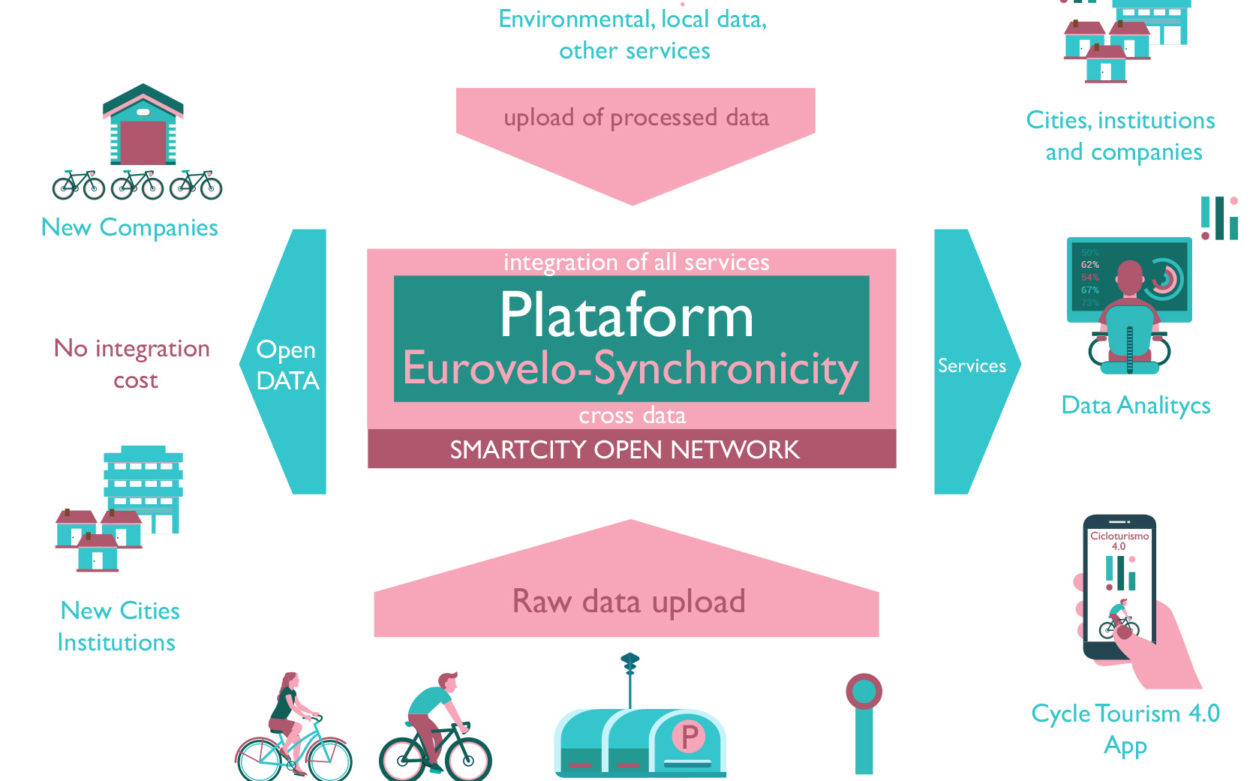 Environmental, local data,
other services
upload of processed data
Cities, institutions
and companies
New Companies
integration of all services
Plataform
Eurovelo-Synchronicity
cross data
SMARTCITY OPEN NETWORK
No integration
cost
Open
DATA
Services
50%
62%
54%
67%
73%
Data Analitycs
New Cities
Institutions
Raw data upload
P
Cicloturismo
4.0
Cycle Tourism 4.0
App